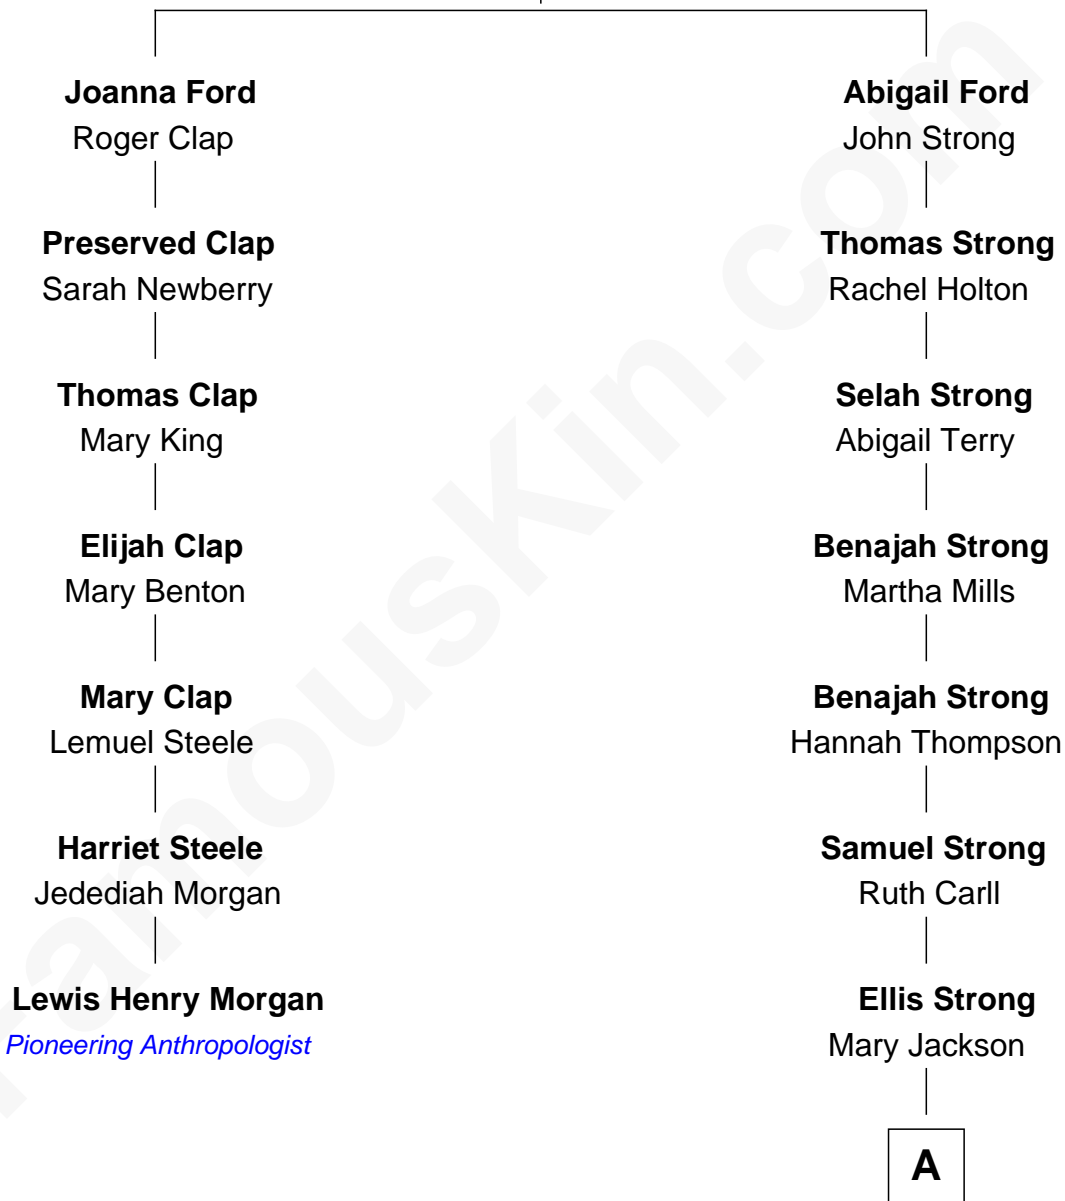 Joanna Ford
Roger Clap
Abigail Ford
John Strong
Preserved Clap
Sarah Newberry
Thomas Strong
Rachel Holton
Thomas Clap
Mary King
Selah Strong
Abigail Terry
Elijah Clap
Mary Benton
Benajah Strong
Martha Mills
Mary Clap
Lemuel Steele
Benajah Strong
Hannah Thompson
Harriet Steele
Jedediah Morgan
Samuel Strong
Ruth Carll
Lewis Henry Morgan
Pioneering Anthropologist
Ellis Strong
Mary Jackson
A
FamousKin.com